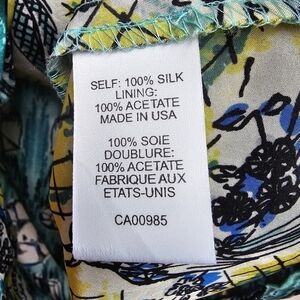 SELF: 100% SILK
LINING:
100% ACETATE
MADE IN USA
100% SOIE
DOUBLURE:
100% ACETATE
FABRIQUE AUX
ETATS-UNIS
CA00985